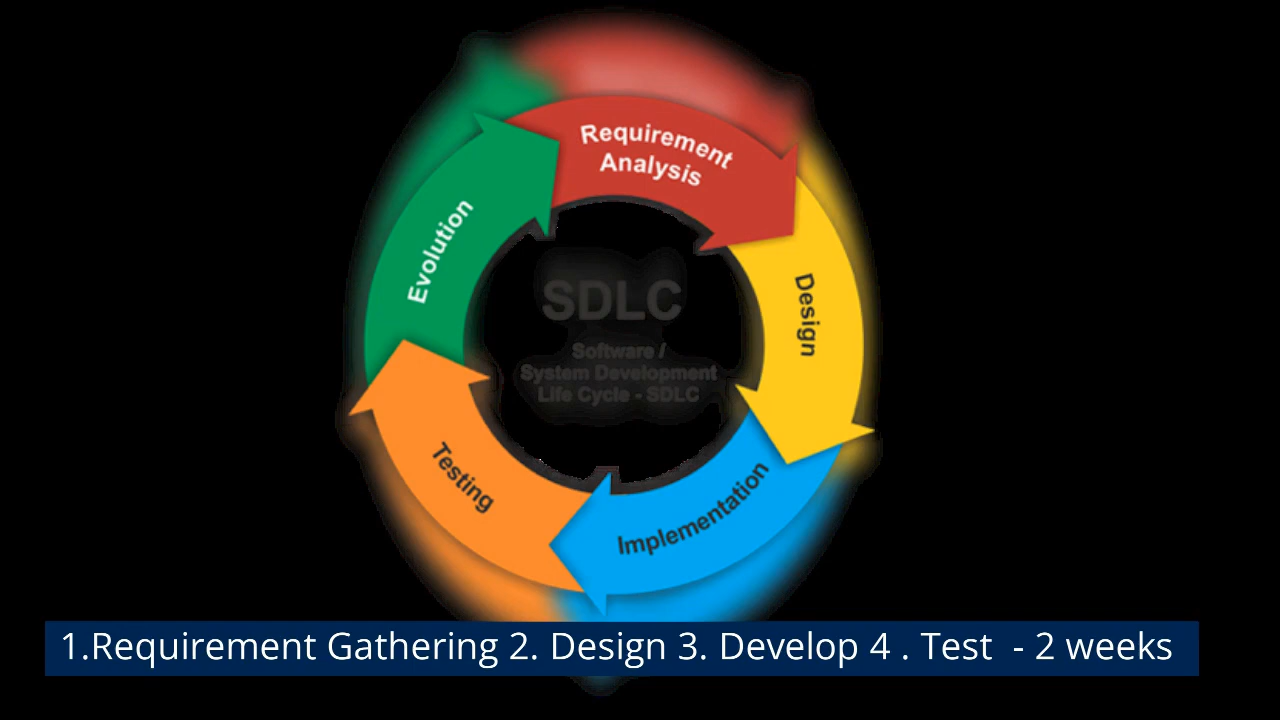 Requirement
Analysis
Design
Implementation
Testing
Evolution
SDLC
Software /
System Development
Life Cycle - SDLC
1.Requirement Gathering 2. Design 3. Develop 4 . Test  - 2 weeks